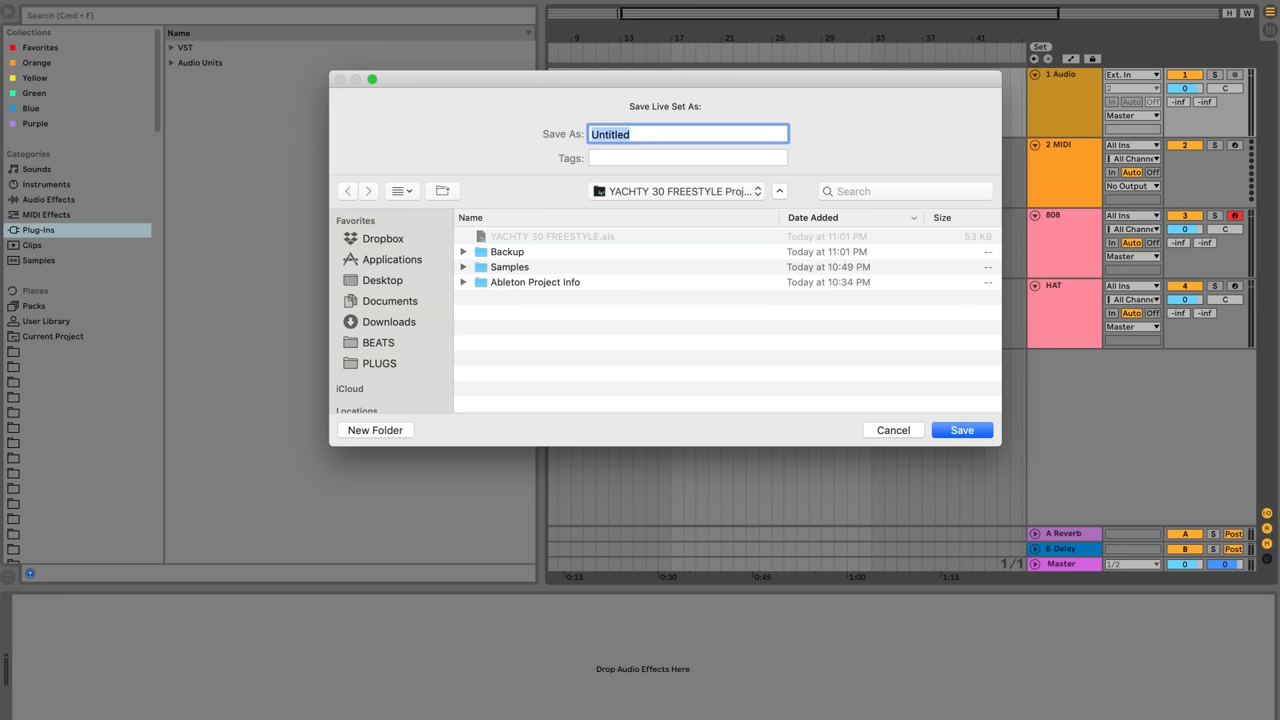 Search (Cmd + F)
Collections
Favorites
Orange
Yellow
Green
Blue
Purple
Categories
Sounds
Instruments
Audio Effects
MIDI Effects
Plug-Ins
Clips
Samples
Places
Packs
User Library
Current Project
Name
VST
Audio Units
Save Live Set As:
Save As: Untitled
Tags:
YACHTY 30 FREESTYLE Proj...
Search
Favorites
Dropbox
Applications
Desktop
Documents
Downloads
BEATS
PLUGS
iCloud
Locations
Name Date Added Size
YACHTY 30 FREESTYLE.als Today at 11:01 PM 53 KB
Backup Today at 11:01 PM --
Samples Today at 10:49 PM --
Ableton Project Info Today at 10:34 PM --
New Folder Cancel Save
H W
9 13 17 21 25 29 33 37 41
Set
1 Audio Ext. In 1 S
2 0 C
In Auto Off -inf -inf
Master
2 MIDI All Ins 2 S
All Channe
In Auto Off
No Output
808 All Ins 3 S
All Channe 0 C
In Auto Off -inf -inf
Master
HAT All Ins 4 S
All Channe 0 C
In Auto Off -inf -inf
Master
A Reverb A S Post
B Delay B S Post
1/1 Master 1/2 0 0
0:15 0:30 0:45 1:00 1:15
Drop Audio Effects Here